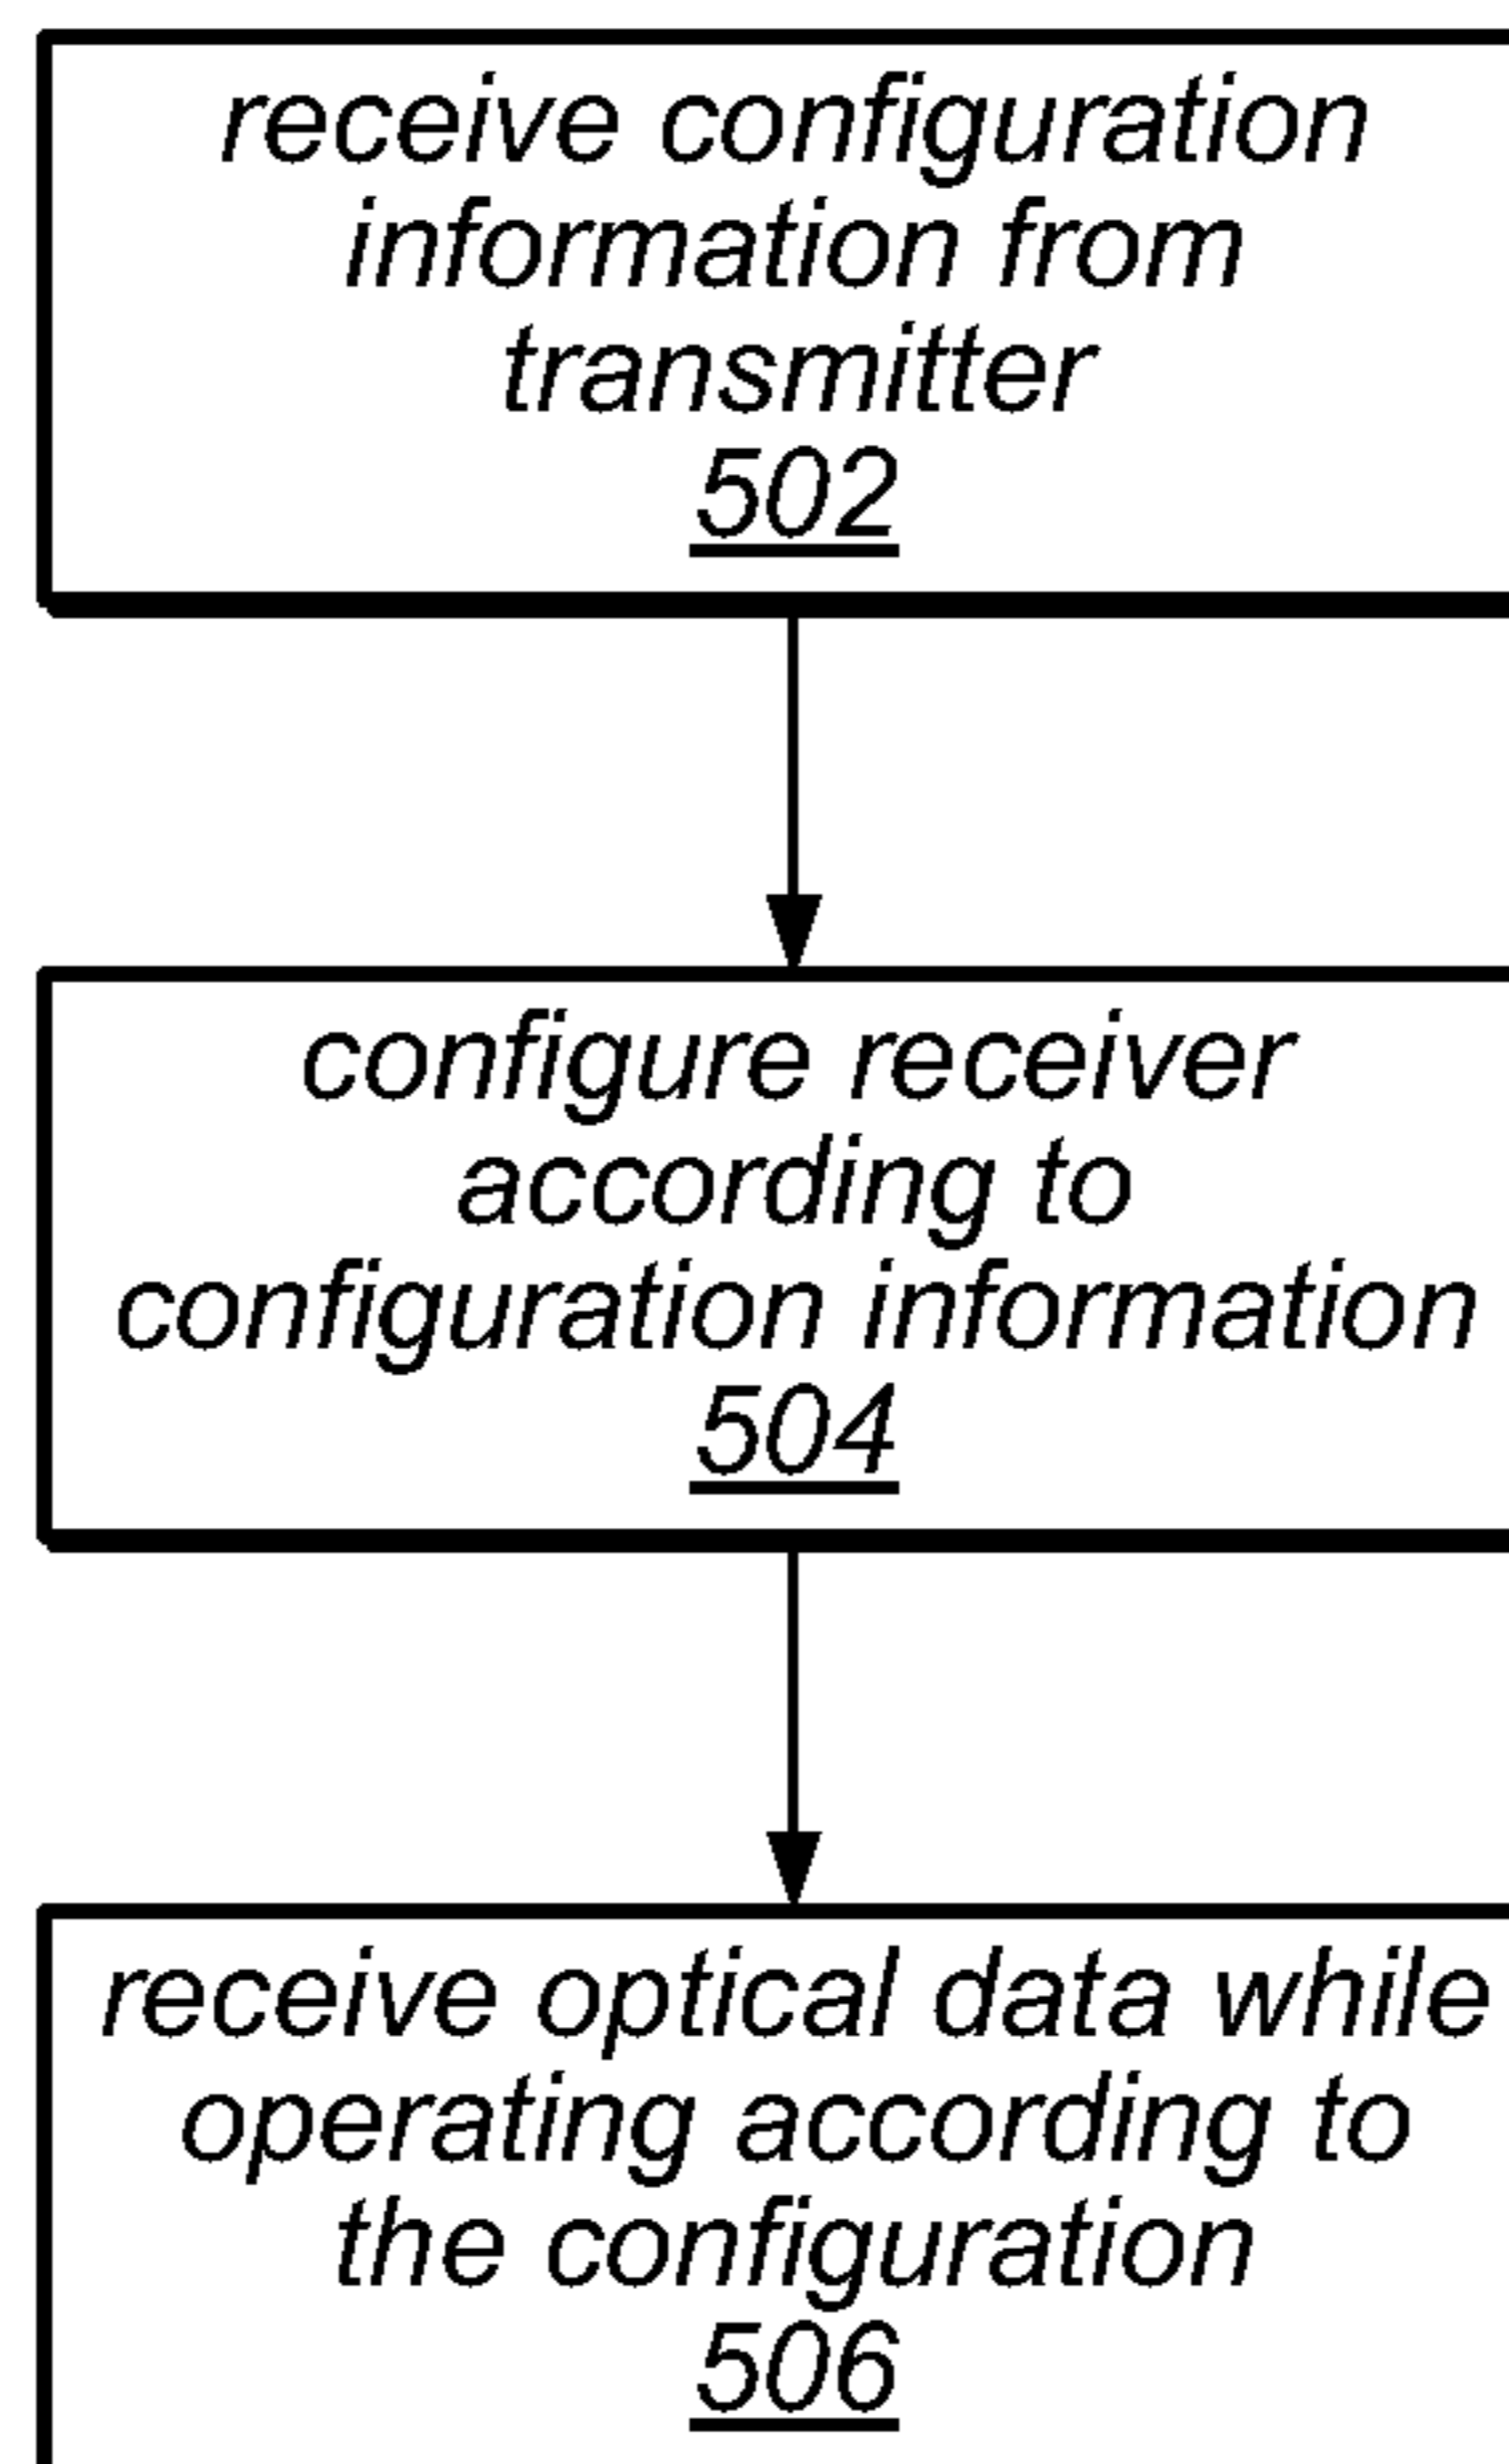 receive configuration
information from
transmitter
502
configure receiver
according to
configuration information
504
receive optical data while
operating according to
the configuration
506